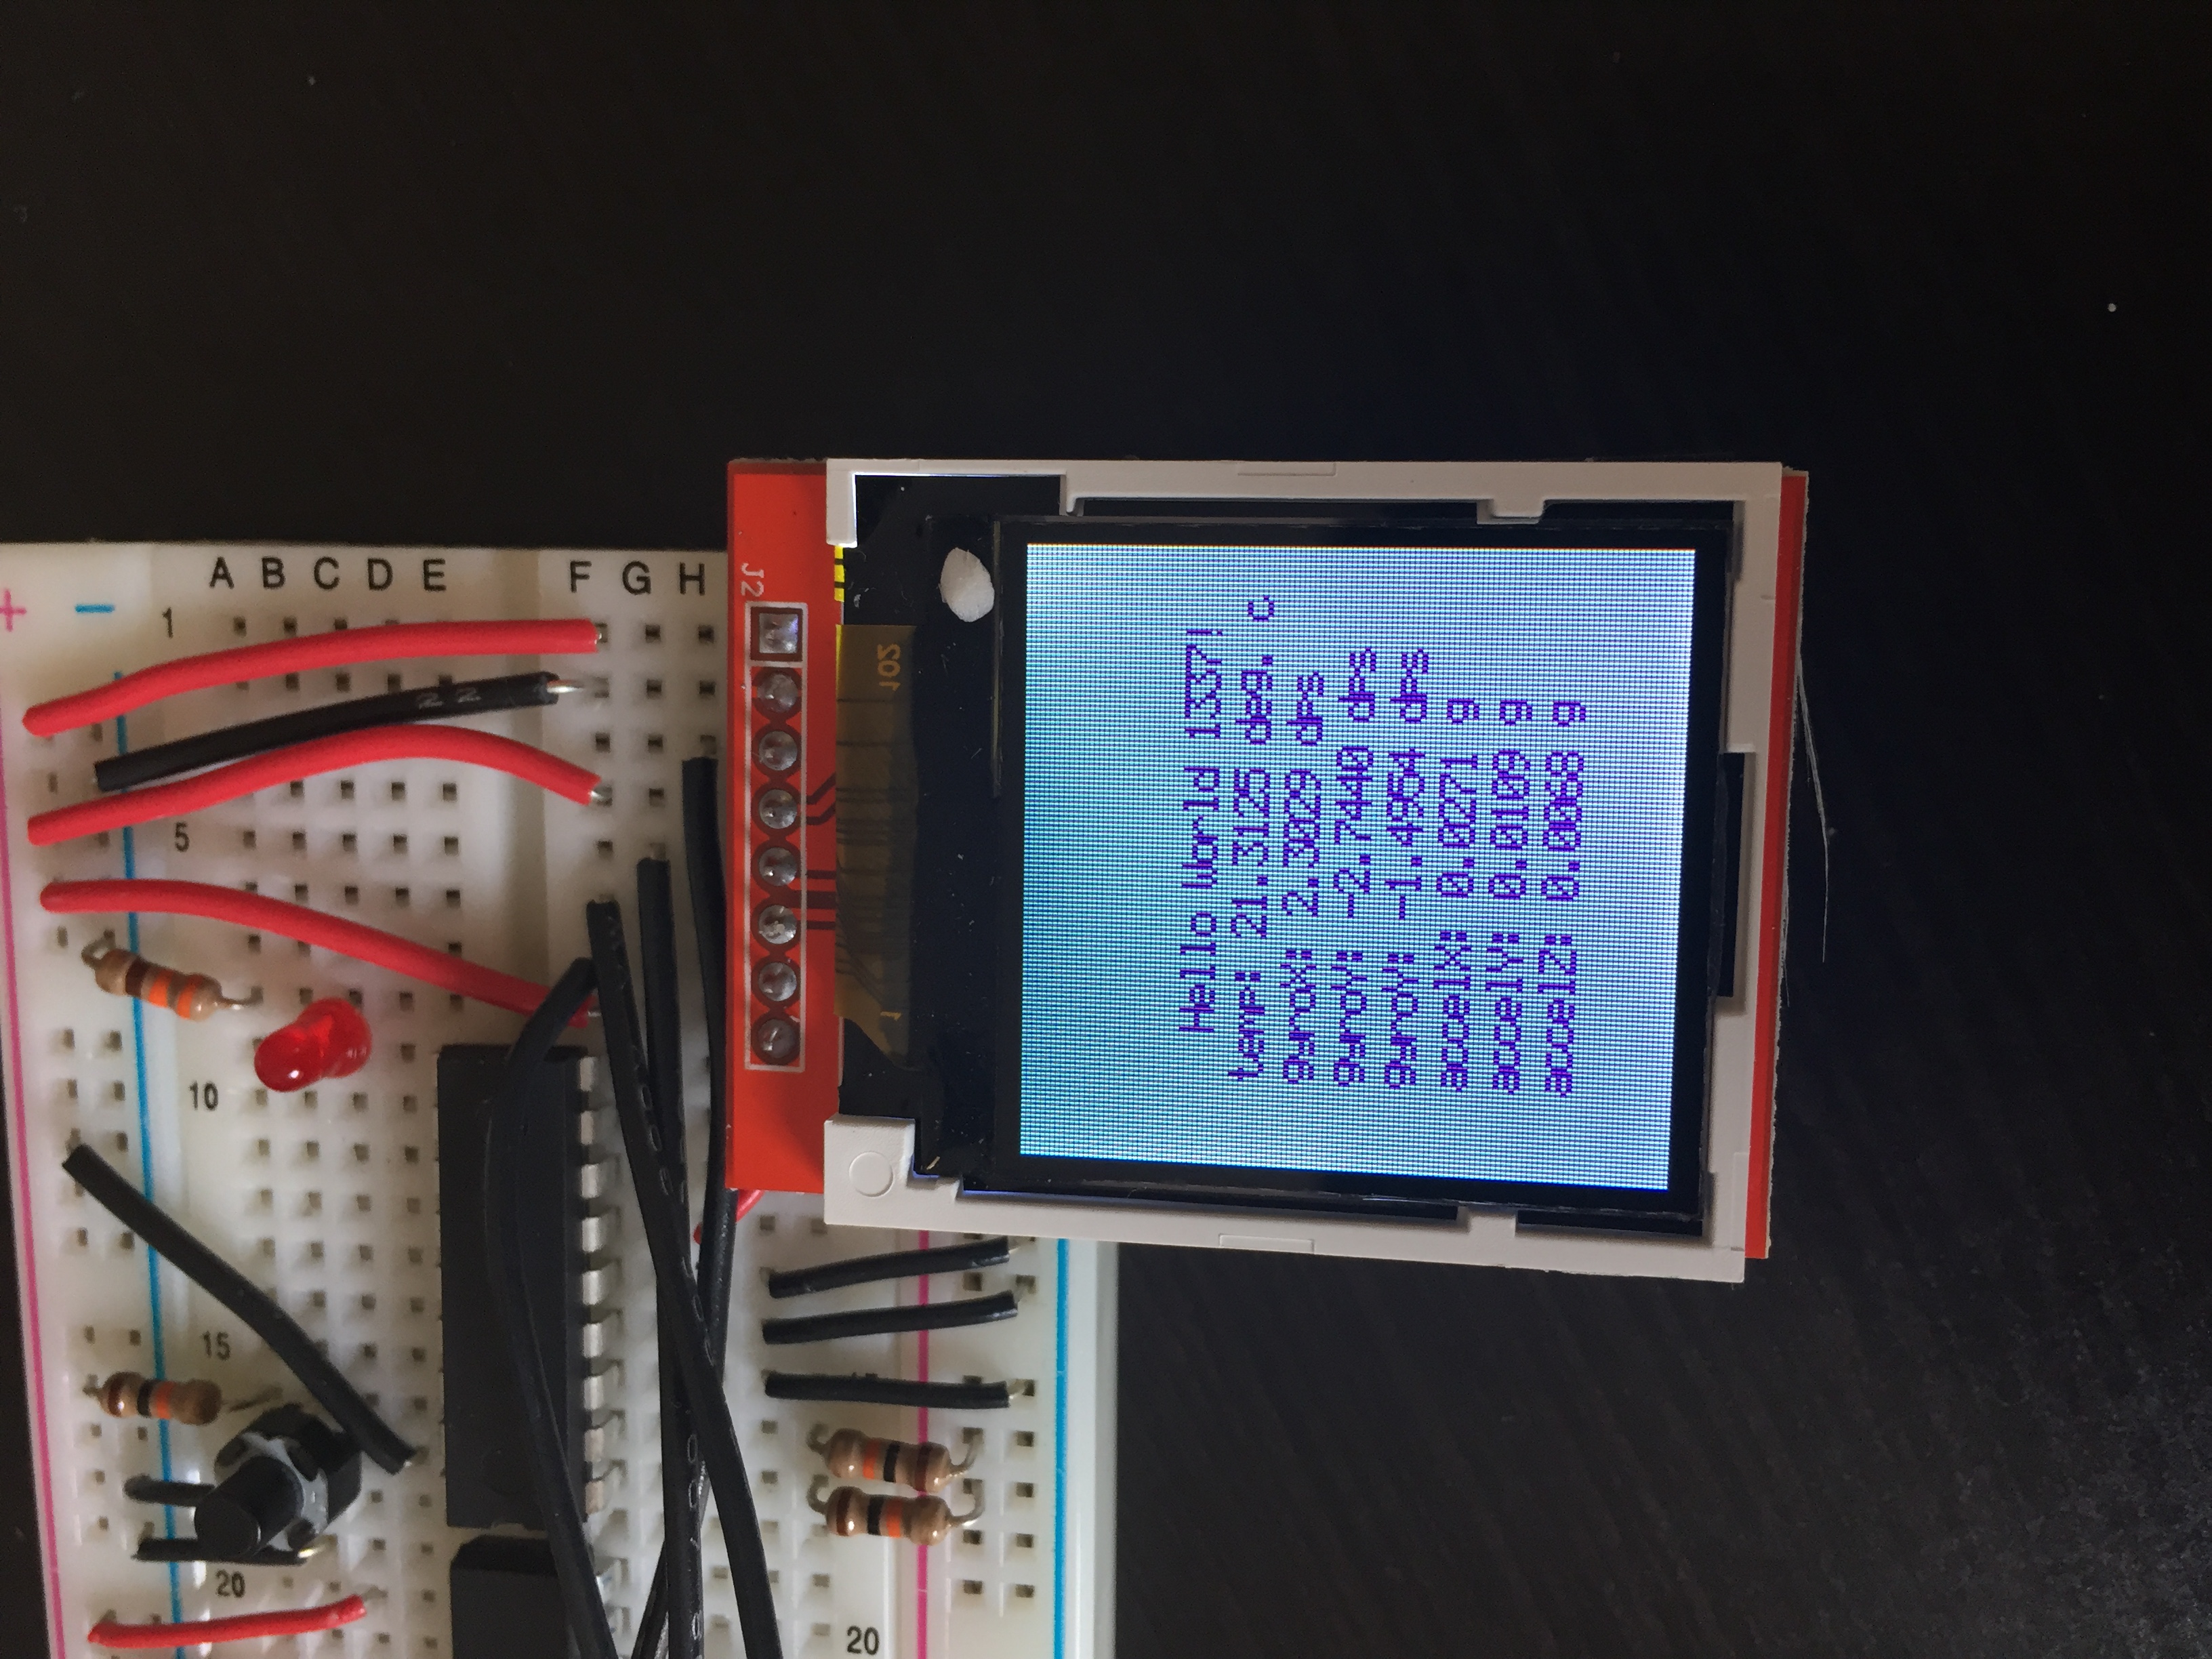 +
−
20
15
10
5
1
A
B
C
D
E
F
G
H
J2
20
1
102
Hello World 1337!
temp: 21.3125 deg. c
gyroX: 2.3029 dps
gyroY: -2.7440 dps
gyroY: -1.4954 dps
accelX: 0.0271 g
accelY: 0.0109 g
accelZ: 0.0068 g